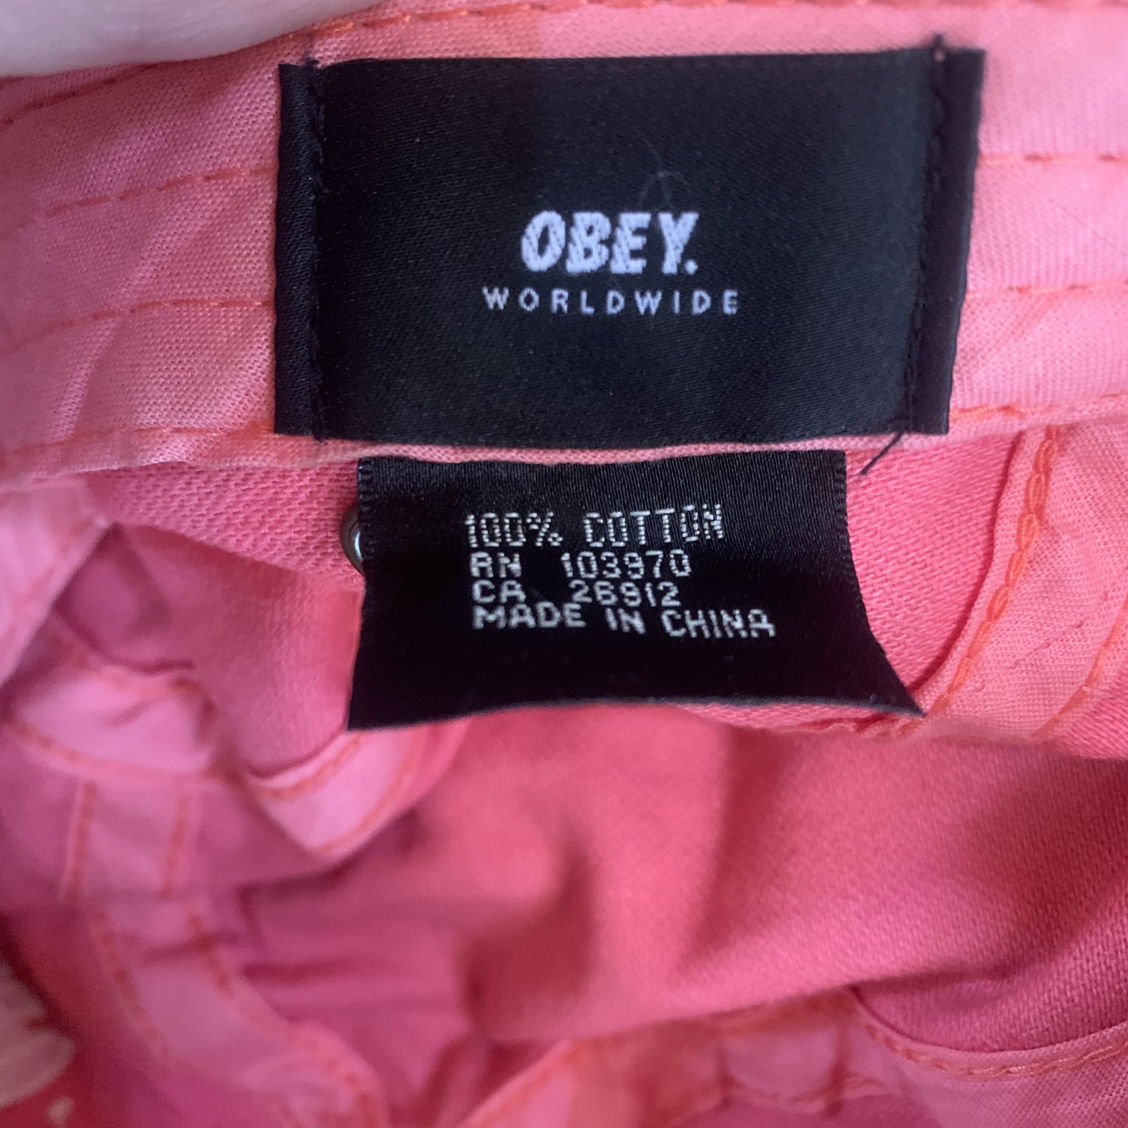 OBEY.
WORLDWIDE
100% COTTON
RN 103970
CA 26912
MADE IN CHINA